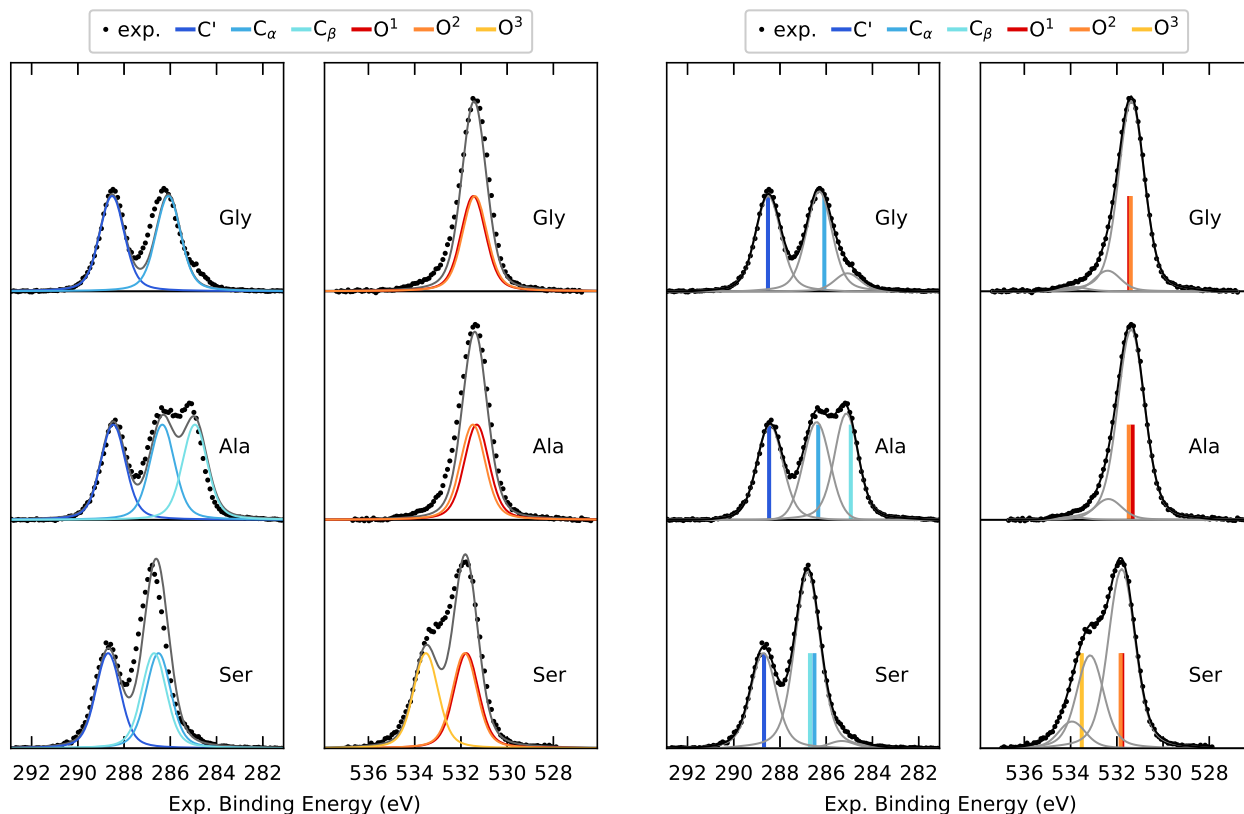 exp. C' Cα Cβ O¹ O² O³
exp. C' Cα Cβ O¹ O² O³
Gly Gly Gly Gly
Ala Ala Ala Ala
Ser Ser Ser Ser
292 290 288 286 284 282 536 534 532 530 528 292 290 288 286 284 282 536 534 532 530 528
Exp. Binding Energy (eV) Exp. Binding Energy (eV)